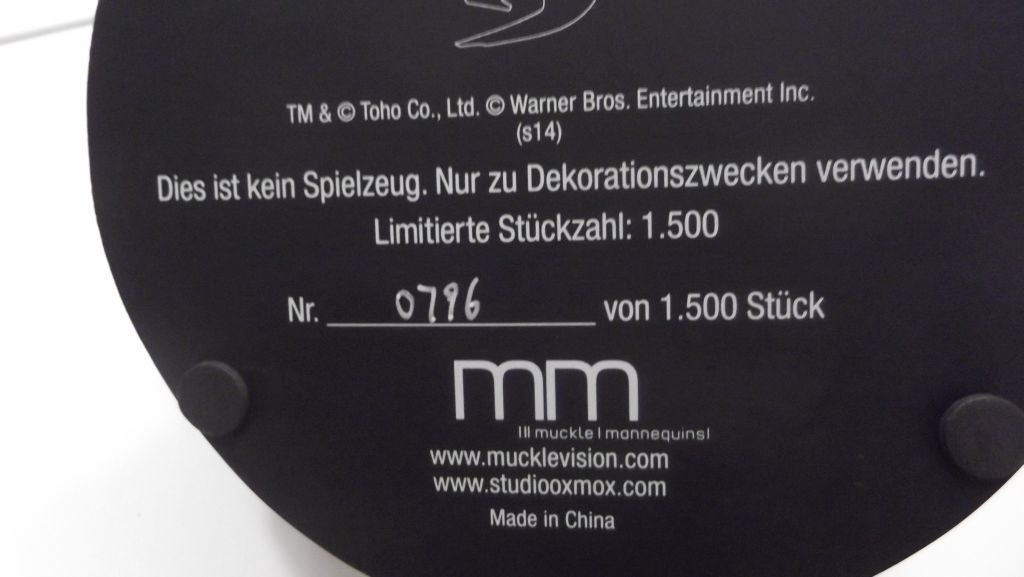 TM & © Toho Co., Ltd. © Warner Bros. Entertainment Inc.
(s14)
Dies ist kein Spielzeug. Nur zu Dekorationszwecken verwenden.
Limitierte Stückzahl: 1.500
Nr. 0796 von 1.500 Stück
mm
||| muckle | mannequins|
www.mucklevision.com
www.studiooxmox.com
Made in China